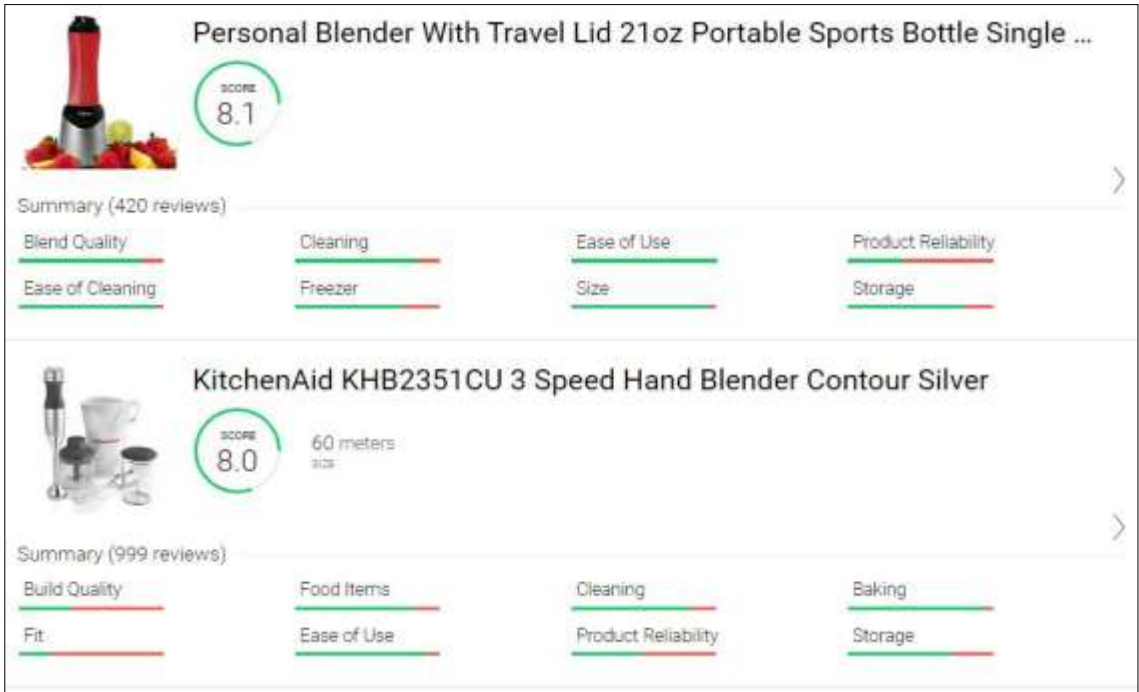 Personal Blender With Travel Lid 21oz Portable Sports Bottle Single ...
SCORE
8.1
Summary (420 reviews)
Blend Quality Cleaning Ease of Use Product Reliability
Ease of Cleaning Freezer Size Storage
KitchenAid KHB2351CU 3 Speed Hand Blender Contour Silver
SCORE
8.0
60 meters
SIZE
Summary (999 reviews)
Build Quality Food Items Cleaning Baking
Fit Ease of Use Product Reliability Storage